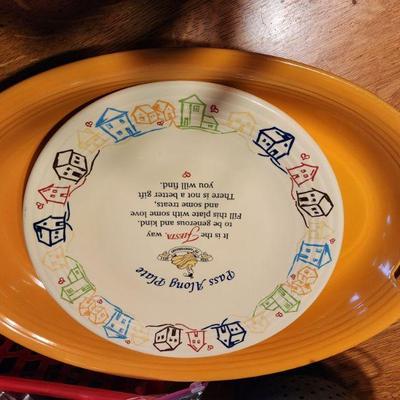 Pass Along Plate
It is the FIESTA® way
to be generous and kind.
Fill this plate with some love
and some treats,
There is not a better gift
you will find.